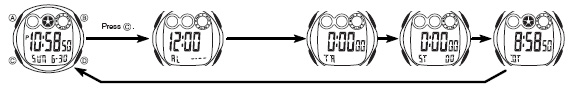 A B
P 10:58 50
SUN 6-30
C D
Press C.
12:00
AL --:--
0:00 00
TR
0:00 00
ST 00
8:58 50
DT